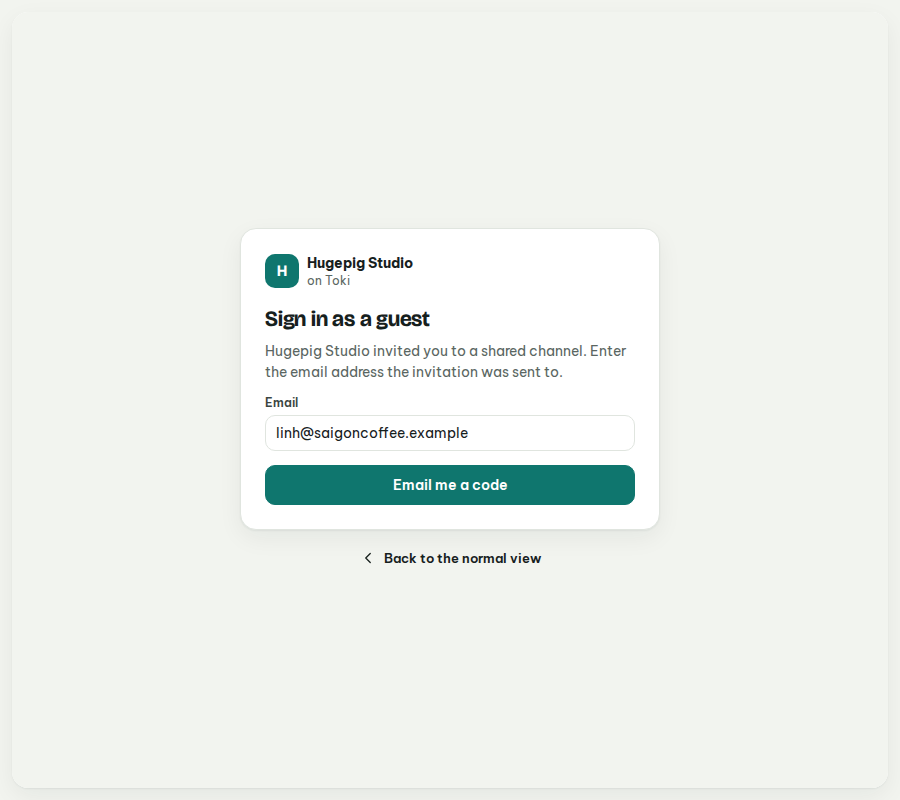 H
Hugepig Studio
on Toki
Sign in as a guest
Hugepig Studio invited you to a shared channel. Enter
the email address the invitation was sent to.
Email
linh@saigoncoffee.example
Email me a code
Back to the normal view